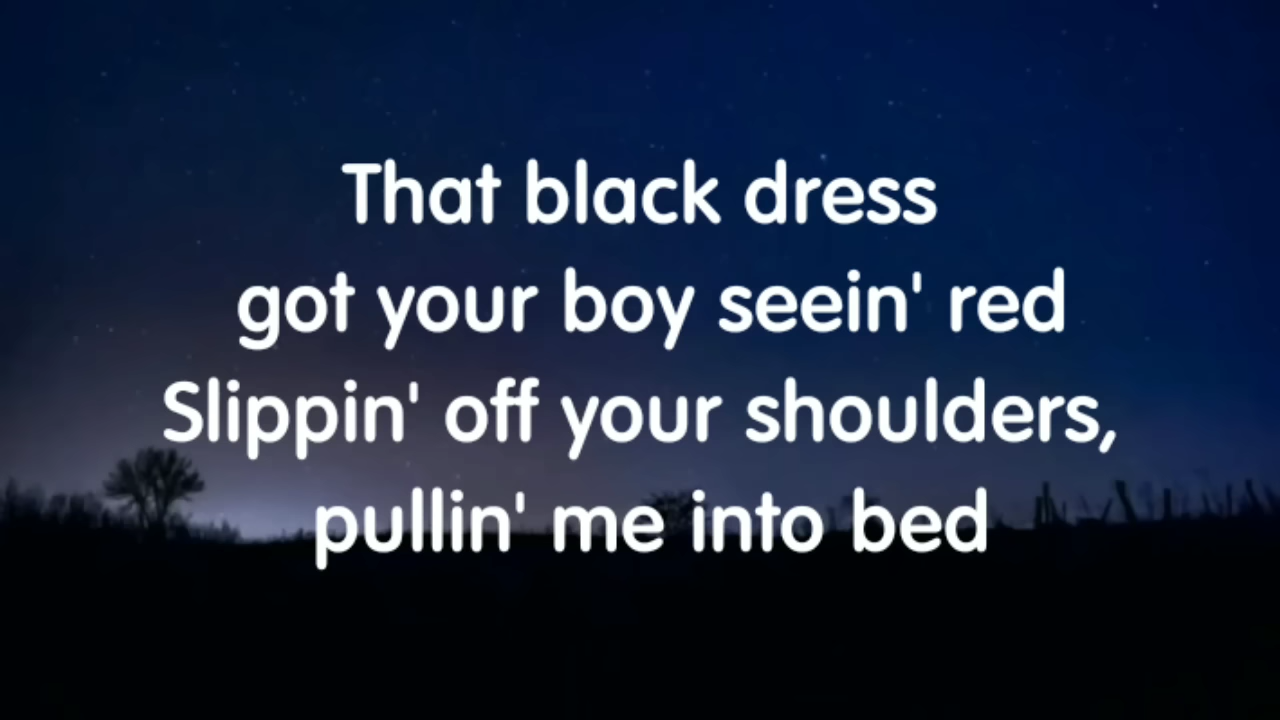 That black dress
got your boy seein' red
Slippin' off your shoulders,
pullin' me into bed